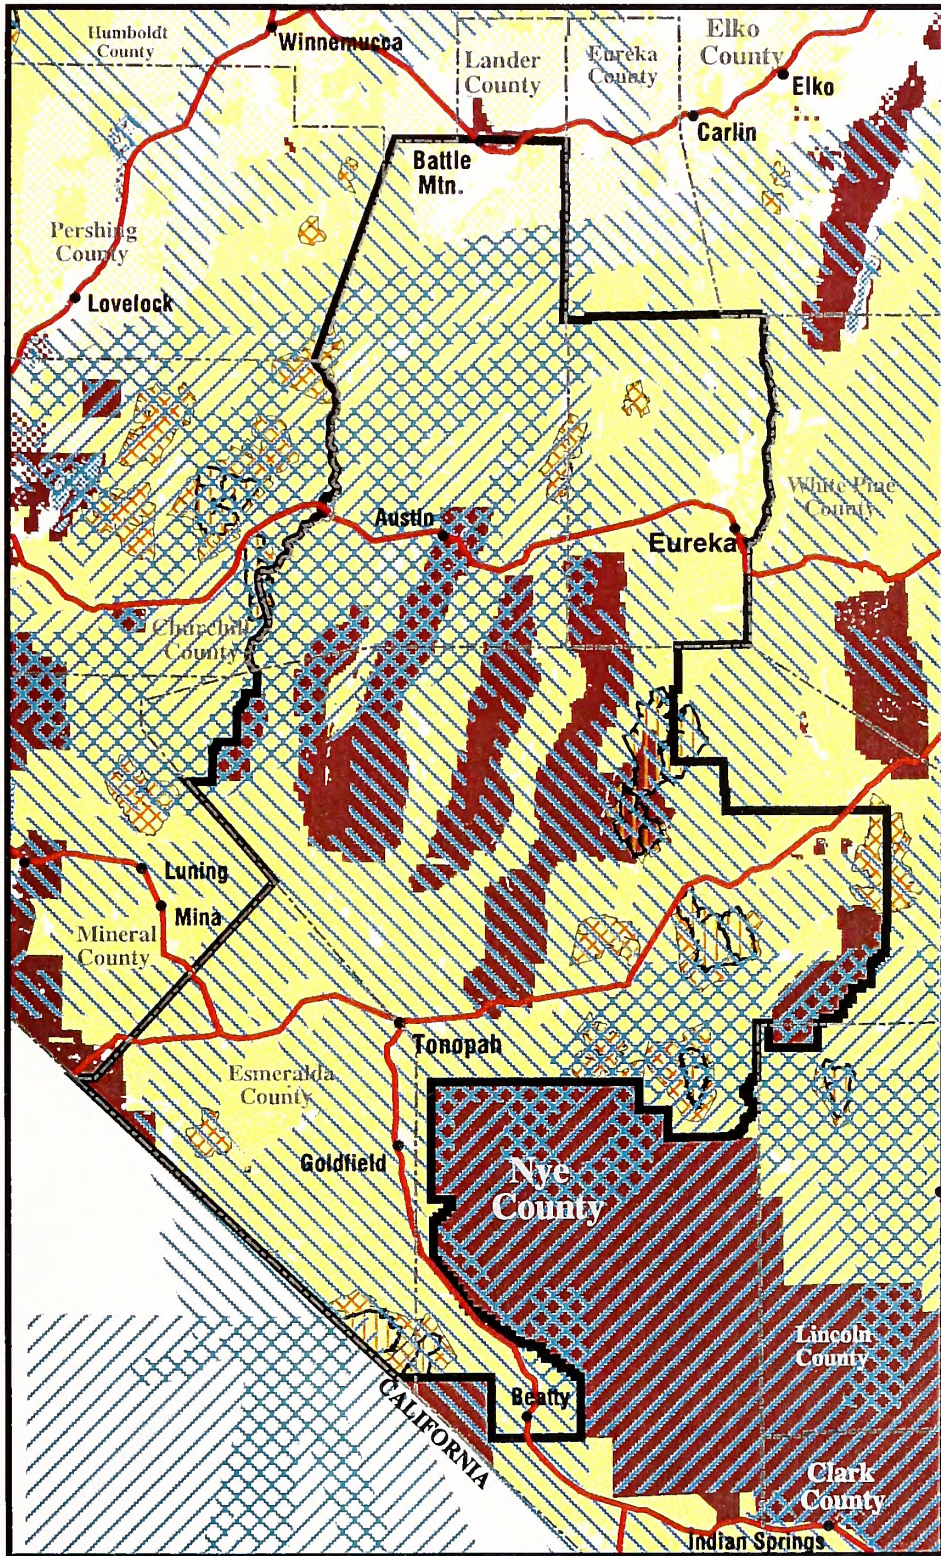 Humboldt
County
Winnemucca
Lander
County
Eureka
County
Elko
County
Elko
Carlin
Battle
Mtn.
Pershing
County
Lovelock
White Pine
County
Austin
Eureka
Churchill
County
Luning
Mina
Mineral
County
Tonopah
Esmeralda
County
Goldfield
Nye
County
Lincoln
County
Beatty
CALIFORNIA
Clark
County
Indian Springs